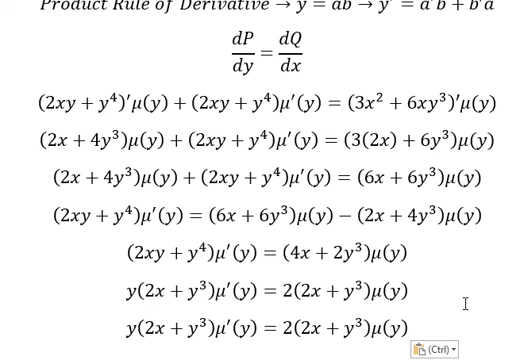 Product Rule of Derivative → y = ab → y′ = a′b + b′a
dP/dy = dQ/dx
(2xy + y⁴)′μ(y) + (2xy + y⁴)μ′(y) = (3x² + 6xy³)′μ(y)
(2x + 4y³)μ(y) + (2xy + y⁴)μ′(y) = (3(2x) + 6y³)μ(y)
(2x + 4y³)μ(y) + (2xy + y⁴)μ′(y) = (6x + 6y³)μ(y)
(2xy + y⁴)μ′(y) = (6x + 6y³)μ(y) − (2x + 4y³)μ(y)
(2xy + y⁴)μ′(y) = (4x + 2y³)μ(y)
y(2x + y³)μ′(y) = 2(2x + y³)μ(y)
y(2x + y³)μ′(y) = 2(2x + y³)μ(y)
(Ctrl)